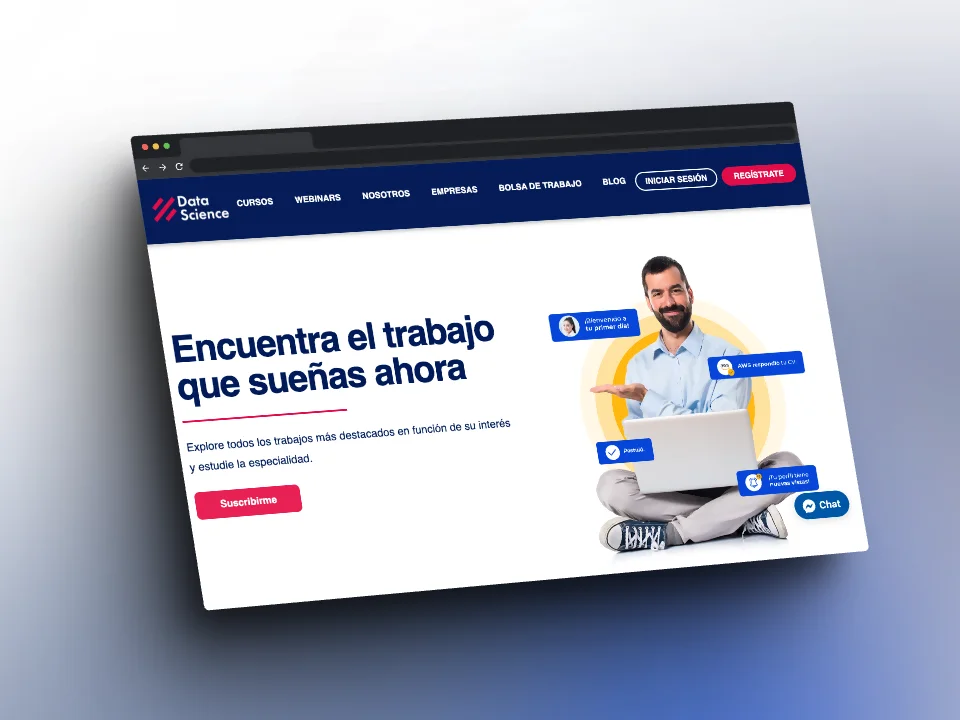 Data
Science
CURSOS
WEBINARS
NOSOTROS
EMPRESAS
BOLSA DE TRABAJO
BLOG
INICIAR SESIÓN
REGÍSTRATE
Encuentra el trabajo
que sueñas ahora
Explore todos los trabajos más destacados en función de su interés
y estudie la especialidad.
Suscribirme
¡Bienvenido a
tu primer día!
AWS respondió tu CV
Postuló
¡Tu perfil tiene
nuevas vistas!
Chat